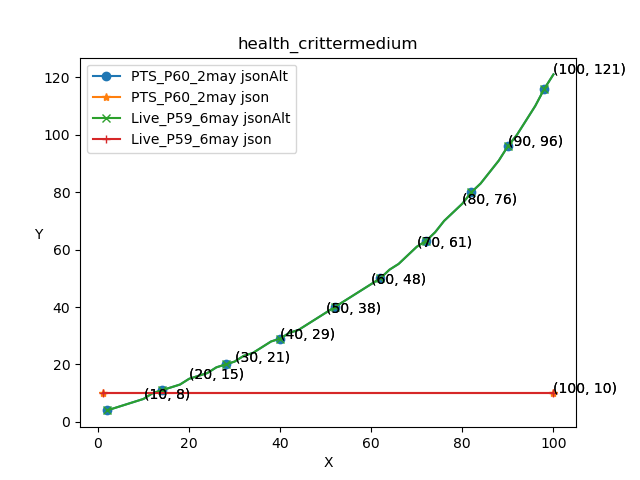 health_crittermedium
PTS_P60_2may jsonAlt
PTS_P60_2may json
Live_P59_6may jsonAlt
Live_P59_6may json
(100, 121)
(90, 96)
(80, 76)
(70, 61)
(60, 48)
(50, 38)
(40, 29)
(30, 21)
(20, 15)
(10, 8)
(100, 10)
Y
120
100
80
60
40
20
0
0 20 40 60 80 100
X